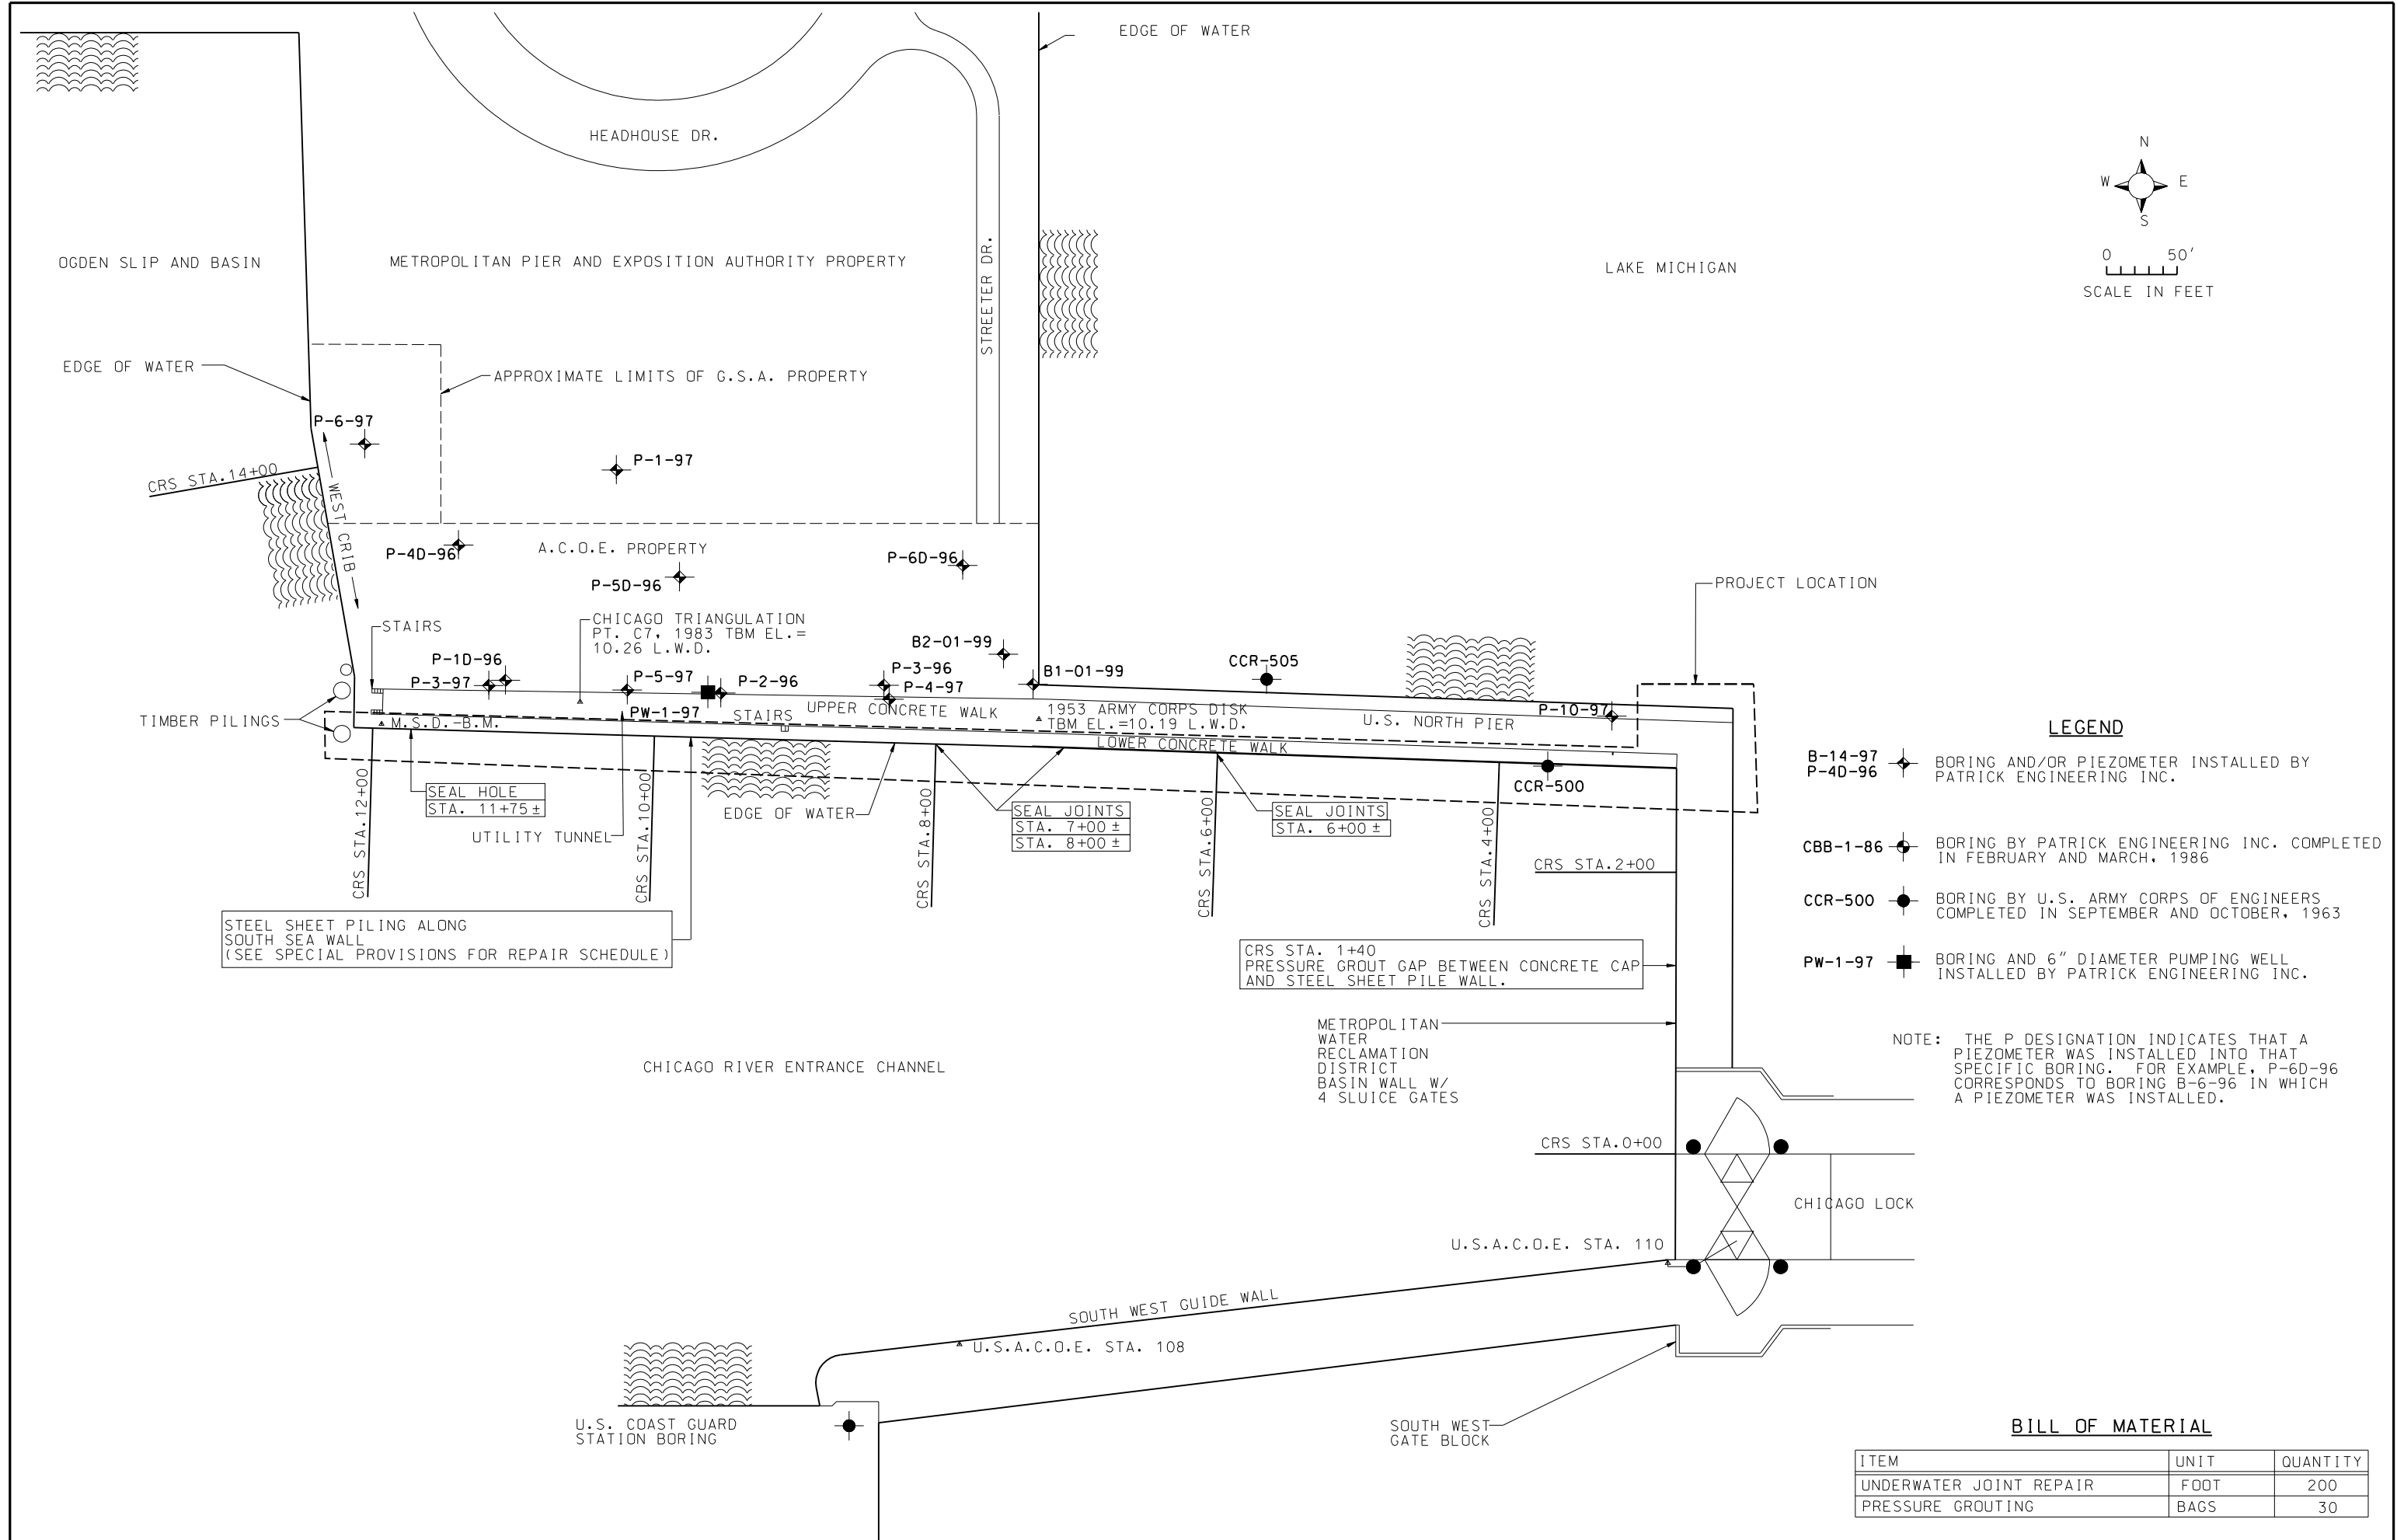 EDGE OF WATER
HEADHOUSE DR.
N
W E
S
0 50'
SCALE IN FEET
OGDEN SLIP AND BASIN
METROPOLITAN PIER AND EXPOSITION AUTHORITY PROPERTY
STREETER DR.
LAKE MICHIGAN
EDGE OF WATER
APPROXIMATE LIMITS OF G.S.A. PROPERTY
P-6-97
P-1-97
CRS STA.14+00
WEST CRIB
P-4D-96
A.C.O.E. PROPERTY
P-5D-96
P-6D-96
PROJECT LOCATION
STAIRS
CHICAGO TRIANGULATION
PT. C7, 1983 TBM EL.=
10.26 L.W.D.
B2-01-99
P-1D-96
P-3-97
P-5-97
P-2-96
P-3-96
P-4-97
B1-01-99
CCR-505
PW-1-97
STAIRS
UPPER CONCRETE WALK
1953 ARMY CORPS DISK
TBM EL.=10.19 L.W.D.
U.S. NORTH PIER
P-10-97
TIMBER PILINGS
M.S.D.-B.M.
LOWER CONCRETE WALK
CCR-500
SEAL HOLE
STA. 11+75±
UTILITY TUNNEL
EDGE OF WATER
SEAL JOINTS
STA. 7+00±
STA. 8+00±
SEAL JOINTS
STA. 6+00±
CRS STA.12+00
CRS STA.10+00
CRS STA.8+00
CRS STA.6+00
CRS STA.4+00
CRS STA.2+00
STEEL SHEET PILING ALONG
SOUTH SEA WALL
(SEE SPECIAL PROVISIONS FOR REPAIR SCHEDULE)
CRS STA. 1+40
PRESSURE GROUT GAP BETWEEN CONCRETE CAP
AND STEEL SHEET PILE WALL.
METROPOLITAN
WATER
RECLAMATION
DISTRICT
BASIN WALL W/
4 SLUICE GATES
CHICAGO RIVER ENTRANCE CHANNEL
CRS STA.0+00
CHICAGO LOCK
U.S.A.C.O.E. STA. 110
SOUTH WEST GUIDE WALL
U.S.A.C.O.E. STA. 108
U.S. COAST GUARD
STATION BORING
SOUTH WEST
GATE BLOCK
LEGEND
B-14-97
P-4D-96
BORING AND/OR PIEZOMETER INSTALLED BY
PATRICK ENGINEERING INC.
CBB-1-86
BORING BY PATRICK ENGINEERING INC. COMPLETED
IN FEBRUARY AND MARCH, 1986
CCR-500
BORING BY U.S. ARMY CORPS OF ENGINEERS
COMPLETED IN SEPTEMBER AND OCTOBER, 1963
PW-1-97
BORING AND 6" DIAMETER PUMPING WELL
INSTALLED BY PATRICK ENGINEERING INC.
NOTE: THE P DESIGNATION INDICATES THAT A
PIEZOMETER WAS INSTALLED INTO THAT
SPECIFIC BORING. FOR EXAMPLE, P-6D-96
CORRESPONDS TO BORING B-6-96 IN WHICH
A PIEZOMETER WAS INSTALLED.
BILL OF MATERIAL
ITEM UNIT QUANTITY
UNDERWATER JOINT REPAIR FOOT 200
PRESSURE GROUTING BAGS 30